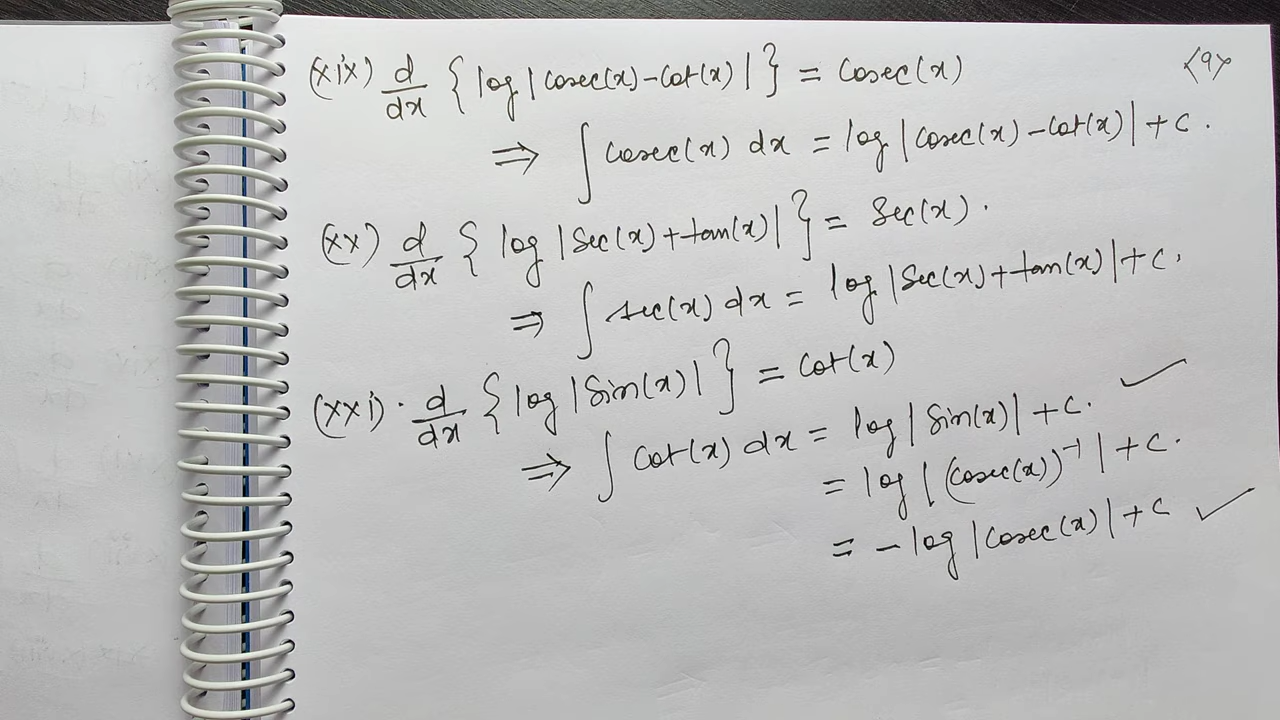 (xix) d/dx { log |cosec(x) - cot(x)| } = cosec(x) <9>
⇒ ∫ cosec(x) dx = log |cosec(x) - cot(x)| + c.
(xx) d/dx { log |sec(x) + tan(x)| } = sec(x).
⇒ ∫ sec(x) dx = log |sec(x) + tan(x)| + c.
(xxi). d/dx { log |sin(x)| } = cot(x)
⇒ ∫ cot(x) dx = log |sin(x)| + c. ✓
= log |(cosec(x))⁻¹| + c.
= - log |cosec(x)| + c ✓